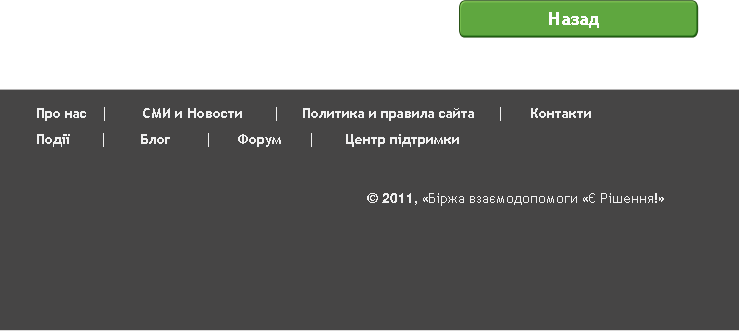 Назад
Про нас | СМИ и Новости | Политика и правила сайта | Контакти
Події | Блог | Форум | Центр підтримки
© 2011, «Біржа взаємодопомоги «Є Рішення!»